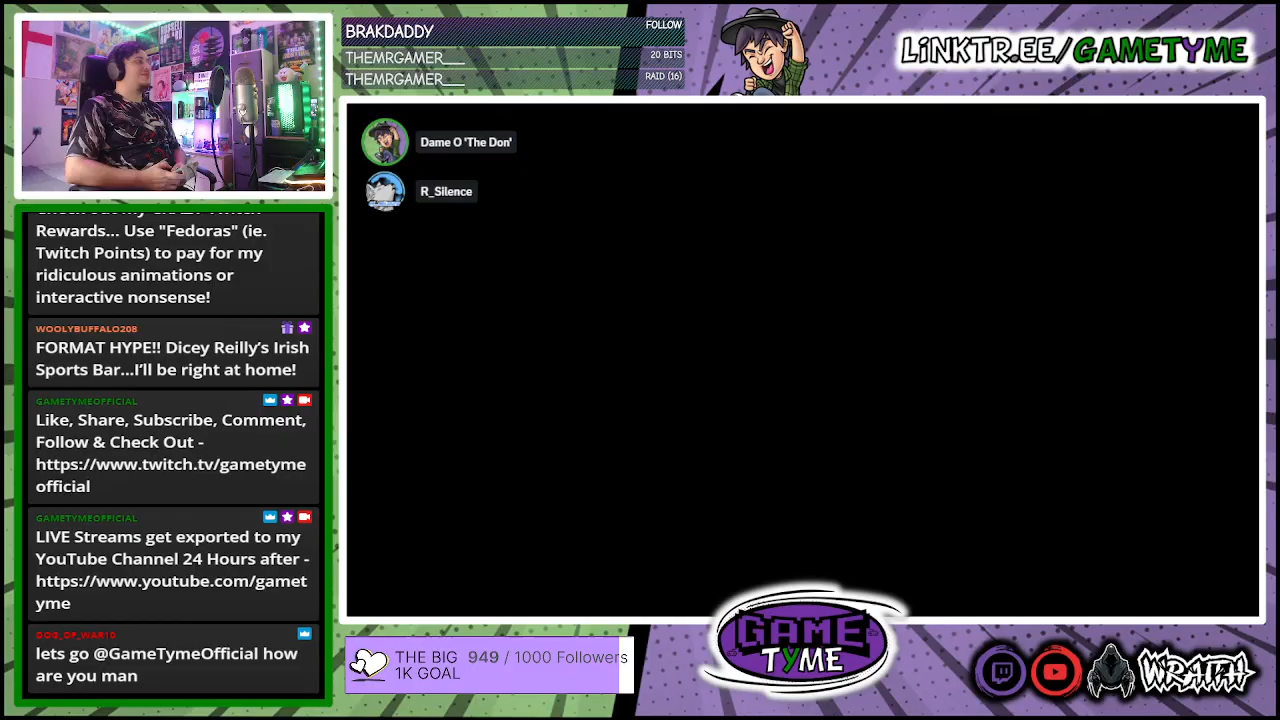 BRAKDADDY
FOLLOW
THEMRGAMER___
20 BITS
THEMRGAMER___
RAID (16)
LiNKTR.EE/GAMETYME
Dame O 'The Don'
R_Silence
Rewards... Use "Fedoras" (ie.
Twitch Points) to pay for my
ridiculous animations or
interactive nonsense!
WOOLYBUFFALO208
FORMAT HYPE!! Dicey Reilly’s Irish
Sports Bar...I’ll be right at home!
GAMETYMEOFFICIAL
Like, Share, Subscribe, Comment,
Follow & Check Out -
https://www.twitch.tv/gametyme
official
GAMETYMEOFFICIAL
LIVE Streams get exported to my
YouTube Channel 24 Hours after -
https://www.youtube.com/gamet
yme
DOG_OF_WAR10
lets go @GameTymeOfficial how
are you man
THE BIG 949 / 1000 Followers
1K GOAL
GAME
TYME
WRAITH